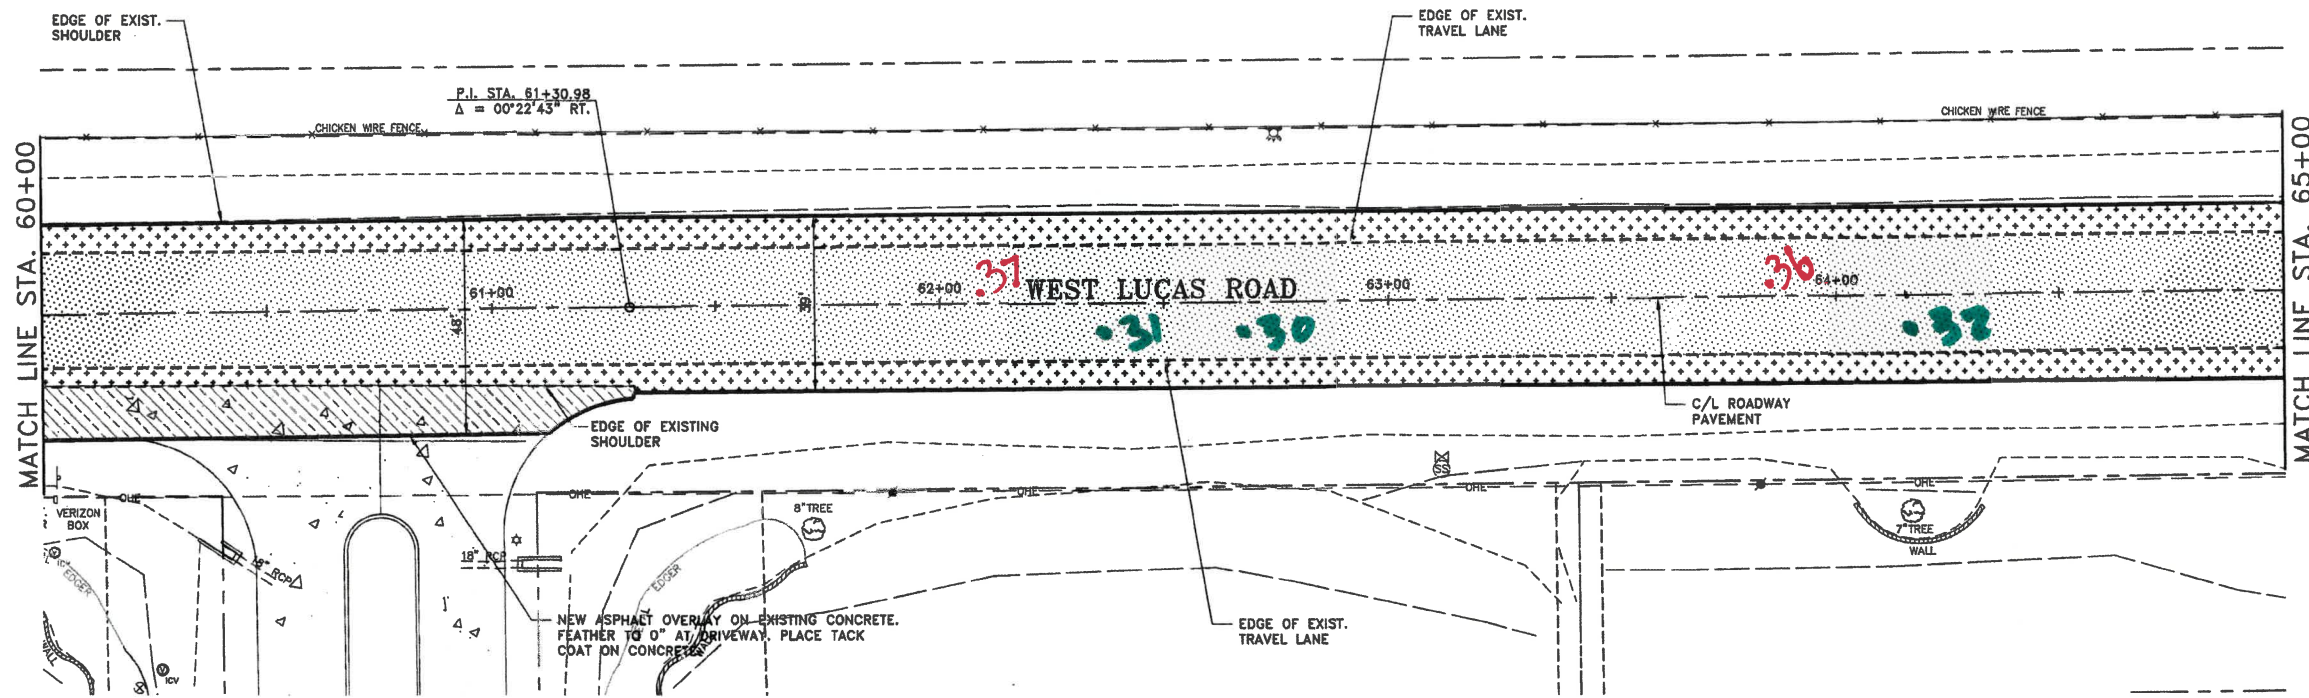 EDGE OF EXIST.
SHOULDER
EDGE OF EXIST.
TRAVEL LANE
P.I. STA. 61+30.98
Δ = 00°22'43" RT.
CHICKEN WIRE FENCE
CHICKEN WIRE FENCE
MATCH LINE STA. 60+00
MATCH LINE STA. 65+00
61+00
62+00
.37
WEST LUCAS ROAD
63+00
.36
64+00
48'
39'
.31
.30
.32
C/L ROADWAY
PAVEMENT
EDGE OF EXISTING
SHOULDER
SS
OHE
OHE
OHE
OHE
OHE
VERIZON
BOX
8" TREE
7" TREE
WALL
18" RCP
18" RCP
EDGER
EDGER
NEW ASPHALT OVERLAY ON EXISTING CONCRETE.
FEATHER TO 0" AT DRIVEWAY. PLACE TACK
COAT ON CONCRETE
EDGE OF EXIST.
TRAVEL LANE
WALL
ICV